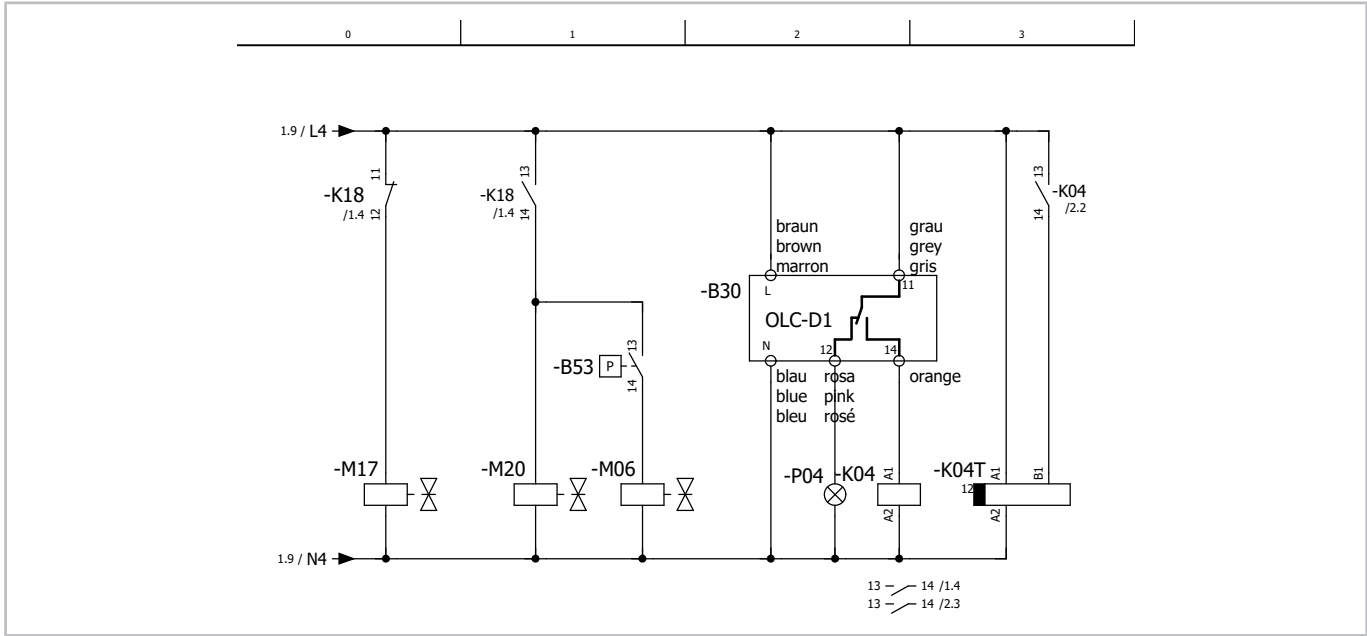 0 1 2 3
1.9 / L4
11
-K18
/1.4
12
13
-K18
/1.4
14
13
-K04
/2.2
14
braun
brown
marron
grau
grey
gris
-B30
L
11
OLC-D1
N
12
14
13
-B53
P
14
blau rosa
blue pink
bleu rosé
orange
-M17
-M20
-M06
-P04
-K04
A1
A2
-K04T
12
A1
B1
A2
1.9 / N4
13 14 /1.4
13 14 /2.3